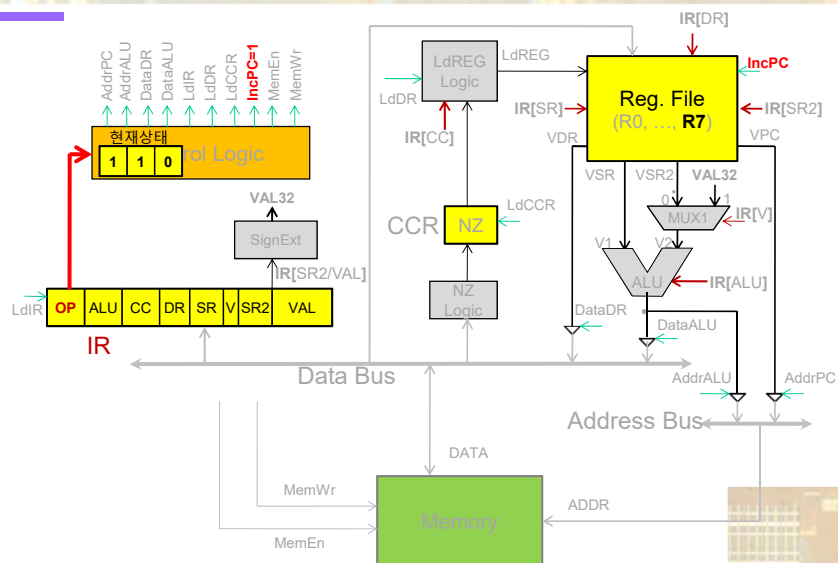 IR[DR]
AddrPC
AddrALU
DataDR
DataALU
LdIR
LdDR
LdCCR
IncPC=1
MemEn
MemWr
LdREG
Logic
LdREG
LdDR
IR[CC]
IncPC
Reg. File
(R0, …, R7)
IR[SR]
IR[SR2]
현재상태
1 1 0
rol Logic
VDR
VPC
VSR
VSR2
VAL32
VAL32
SignExt
IR[SR2/VAL]
CCR
NZ
LdCCR
0
1
MUX1
IR[V]
V1
V2
ALU
IR[ALU]
LdIR
OP ALU CC DR SR V SR2 VAL
IR
NZ
Logic
DataDR
DataALU
Data Bus
AddrALU
AddrPC
Address Bus
DATA
MemWr
ADDR
Memory
MemEn